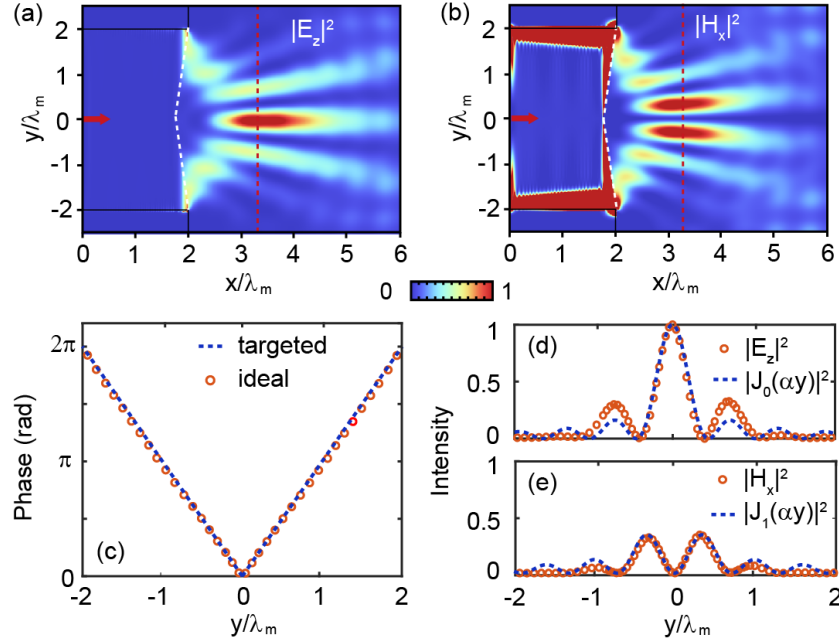 (a)
|E_z|²
y/λ_m
2
1
0
-1
-2
0 1 2 3 4 5 6
x/λ_m
(b)
|H_x|²
y/λ_m
2
1
0
-1
-2
0 1 2 3 4 5 6
x/λ_m
0 1
(c)
Phase (rad)
2π
π
0
targeted
ideal
-2 -1 0 1 2
y/λ_m
Intensity
(d)
1
0.5
0
|E_z|²
|J_0(αy)|²
(e)
1
0.5
0
|H_x|²
|J_1(αy)|²
-2 -1 0 1 2
y/λ_m